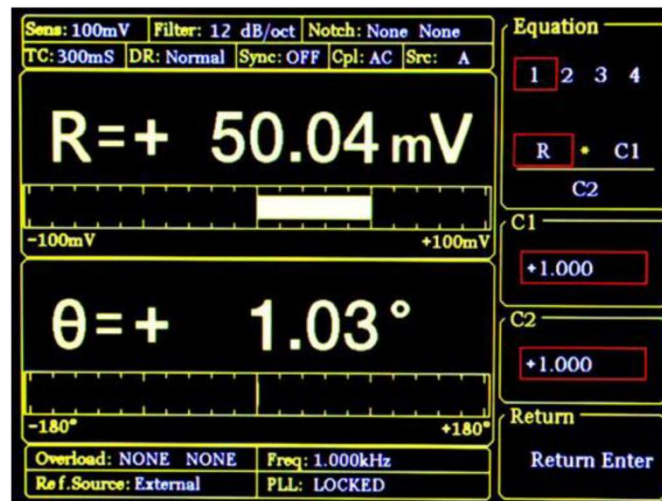 Sens: 100mV Filter: 12 dB/oct Notch: None None
TC: 300mS DR: Normal Sync: OFF Cpl: AC Src: A
R=+ 50.04 mV
-100mV +100mV
θ=+ 1.03°
-180° +180°
Overload: NONE NONE Freq: 1.000kHz
Ref.Source: External PLL: LOCKED
Equation
1 2 3 4
R * C1
C2
C1
+1.000
C2
+1.000
Return
Return Enter